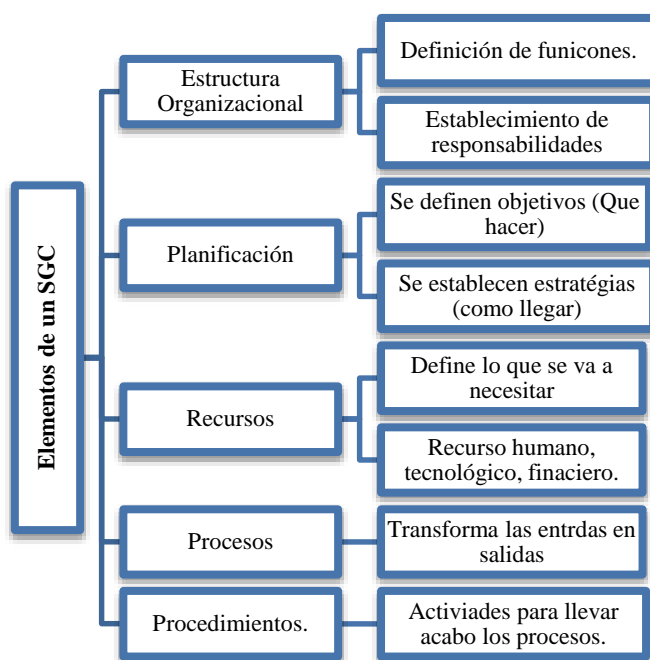 Elementos de un SGC
Estructura
Organizacional
Definición de funicones.
Establecimiento de
responsabilidades
Planificación
Se definen objetivos (Que
hacer)
Se establecen estratégias
(como llegar)
Recursos
Define lo que se va a
necesitar
Recurso humano,
tecnológico, finaciero.
Procesos
Transforma las entrdas en
salidas
Procedimientos.
Activiades para llevar
acabo los procesos.